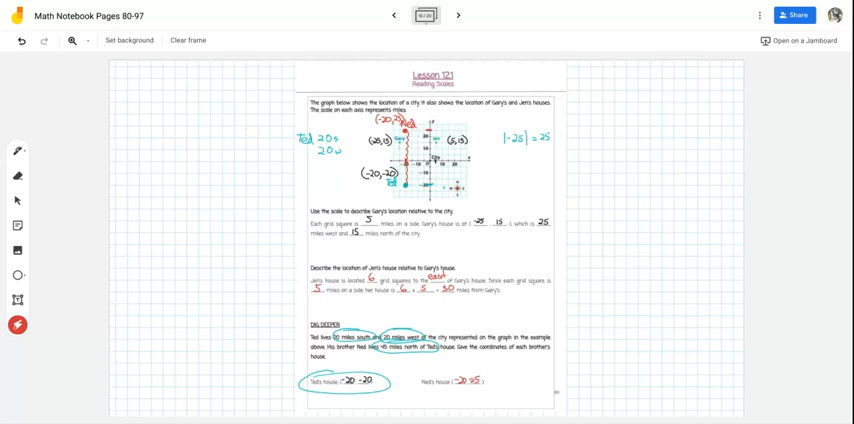 Math Notebook Pages 80-97
10 / 20
Share
Set background
Clear frame
Open on a Jamboard
Lesson 121
Reading Scales
The graph below shows the location of a city. It also shows the location of Gary's and Jen's houses.
The scale on each axis represents miles.
(-20,25) Ned
Ted 20s
20w
(-25,15)
(5,15)
|-25| = 25
City
(-20,-20)
Ted
Use the scale to describe Gary's location relative to the city.
Each grid square is 5 miles on a side. Gary's house is at ( -25 , 15 ), which is 25
miles west and 15 miles north of the city.
Describe the location of Jen's house relative to Gary's house.
Jen's house is located 6 grid squares to the east of Gary's house. Since each grid square is
5 miles on a side her house is 6 x 5 = 30 miles from Gary's.
DIG DEEPER
Ted lives 20 miles south and 20 miles west of the city represented on the graph in the example
above. His brother Ned lives 45 miles north of Ted's house. Give the coordinates of each brother's
house.
Ted's house (-20 -20)
Ned's house (-20 25)